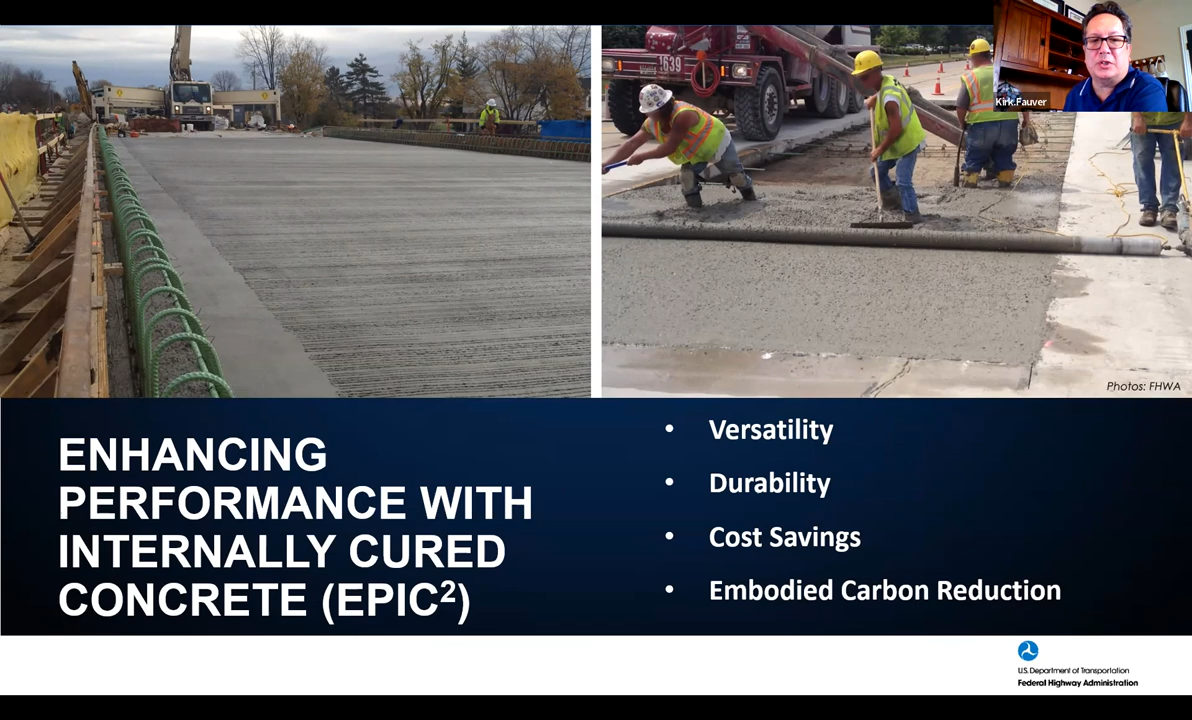 1639
Kirk.Fauver
Photos: FHWA
ENHANCING
PERFORMANCE WITH
INTERNALLY CURED
CONCRETE (EPIC²)
• Versatility
• Durability
• Cost Savings
• Embodied Carbon Reduction
U.S. Department of Transportation
Federal Highway Administration